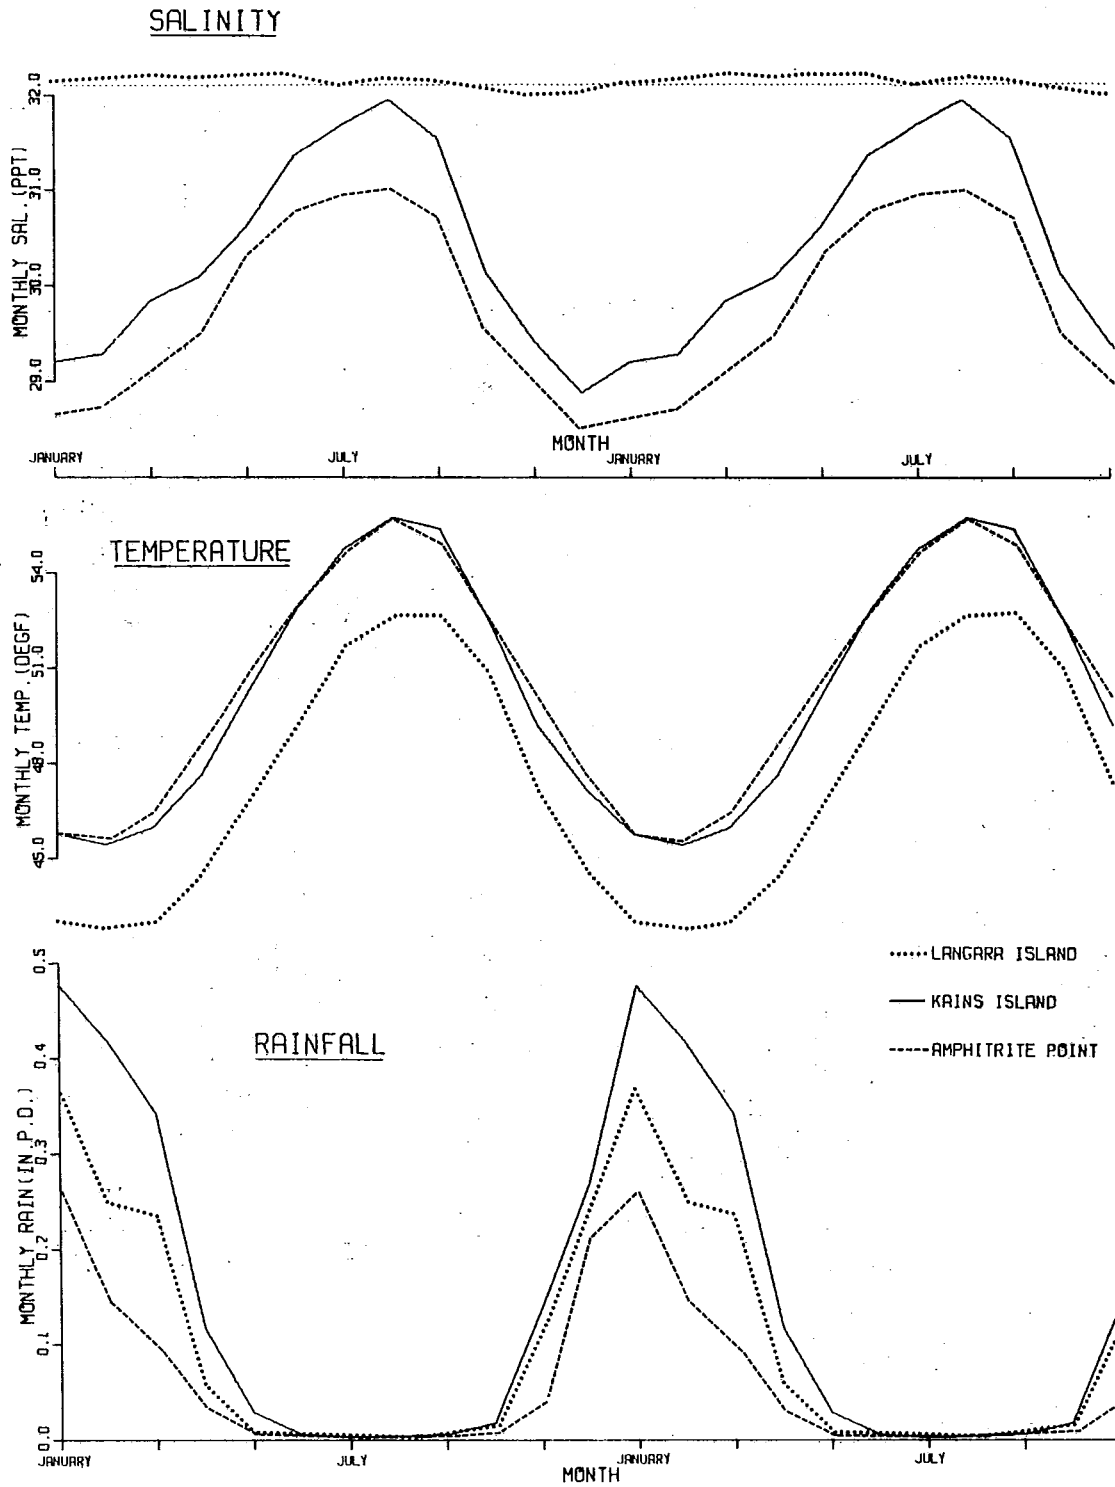 SALINITY
MONTHLY SAL. (PPT)
32.0
31.0
30.0
29.0
MONTH
JANUARY
JULY
JANUARY
JULY
TEMPERATURE
MONTHLY TEMP. (DEGF)
54.0
51.0
48.0
45.0
LANGARA ISLAND
KAINS ISLAND
AMPHITRITE POINT
RAINFALL
MONTHLY RAIN(IN.P.D.)
0.5
0.4
0.3
0.2
0.1
0.0
JANUARY
JULY
JANUARY
JULY
MONTH